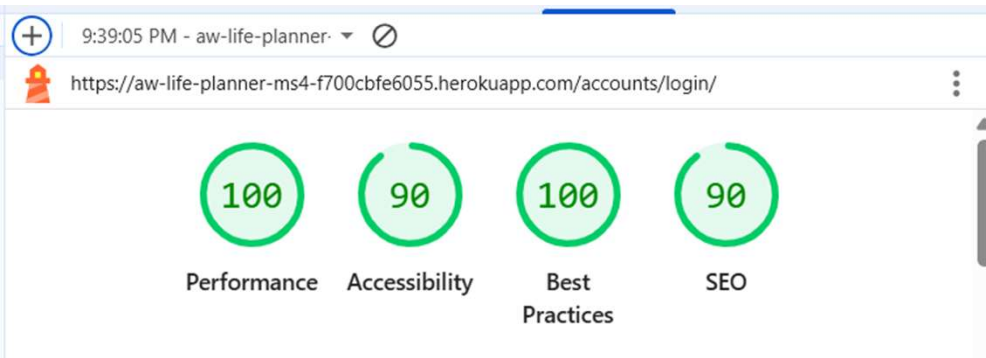 9:39:05 PM - aw-life-planner-
https://aw-life-planner-ms4-f700cbfe6055.herokuapp.com/accounts/login/
100 90 100 90
Performance Accessibility Best SEO
Practices